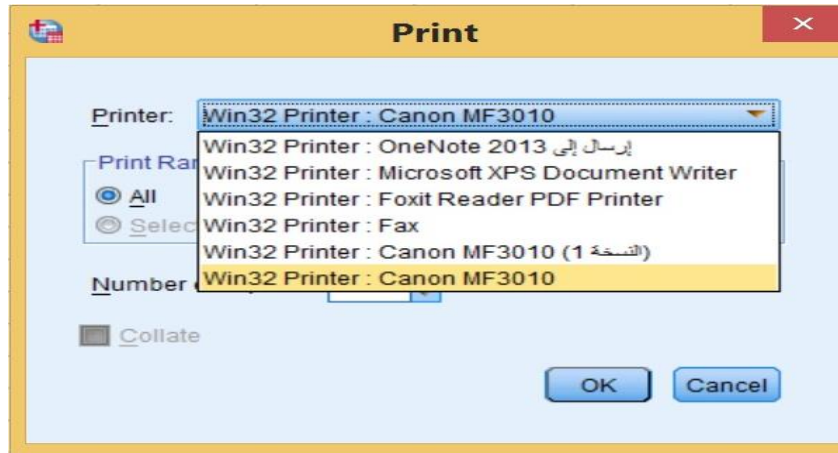 Print
Printer: Win32 Printer : Canon MF3010
Win32 Printer : OneNote 2013 إرسال إلى
Print Ran
Win32 Printer : Microsoft XPS Document Writer
All
Win32 Printer : Foxit Reader PDF Printer
Selec
Win32 Printer : Fax
Win32 Printer : Canon MF3010 (النسخة 1)
Number
Win32 Printer : Canon MF3010
Collate
OK Cancel